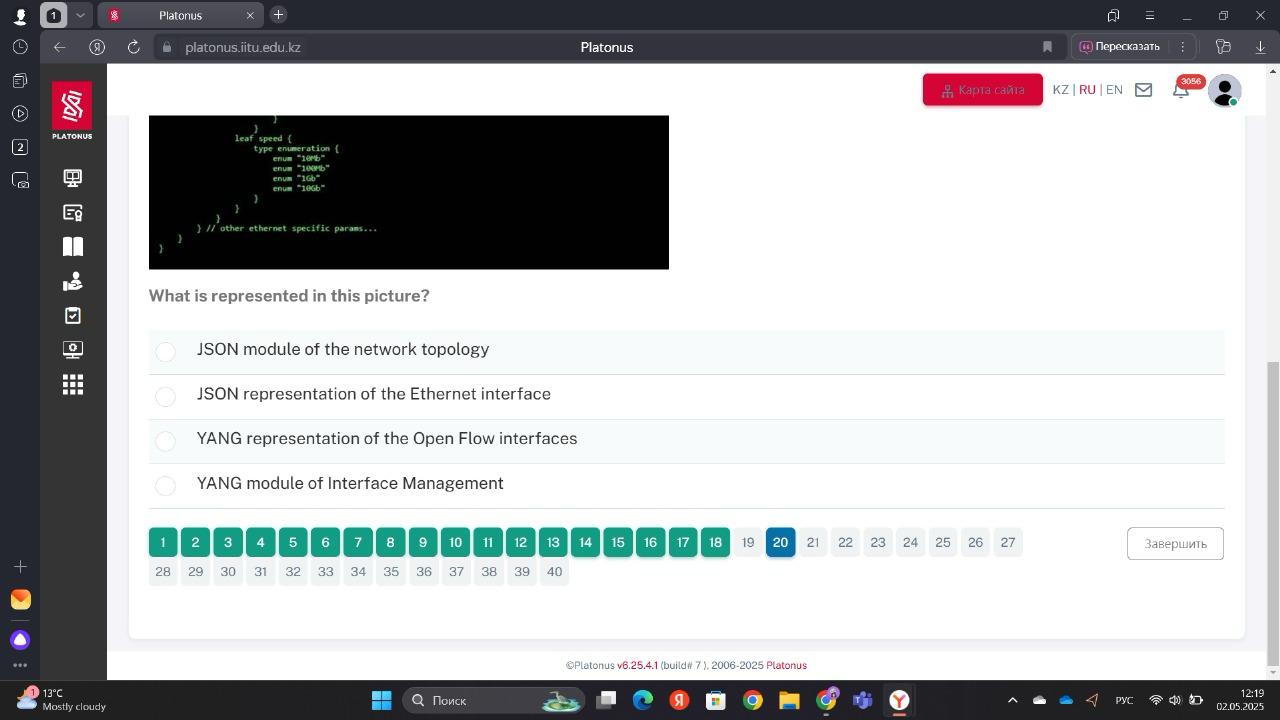 1
Platonus
platonus.iitu.edu.kz
Platonus
Пересказать
2
PLATONUS
Карта сайта
KZ | RU | EN
3056
}
}
leaf speed {
type enumeration {
enum "10Mb"
enum "100Mb"
enum "1Gb"
enum "10Gb"
}
}
}
} // other ethernet specific params...
}
}
What is represented in this picture?
JSON module of the network topology
JSON representation of the Ethernet interface
YANG representation of the Open Flow interfaces
YANG module of Interface Management
1 2 3 4 5 6 7 8 9 10 11 12 13 14 15 16 17 18 19 20 21 22 23 24 25 26 27
Завершить
28 29 30 31 32 33 34 35 36 37 38 39 40
©Platonus v6.25.4.1 (build# 7 ), 2006-2025 Platonus
1
13°C
Mostly cloudy
Поиск
РУС
12:19
02.05.2025